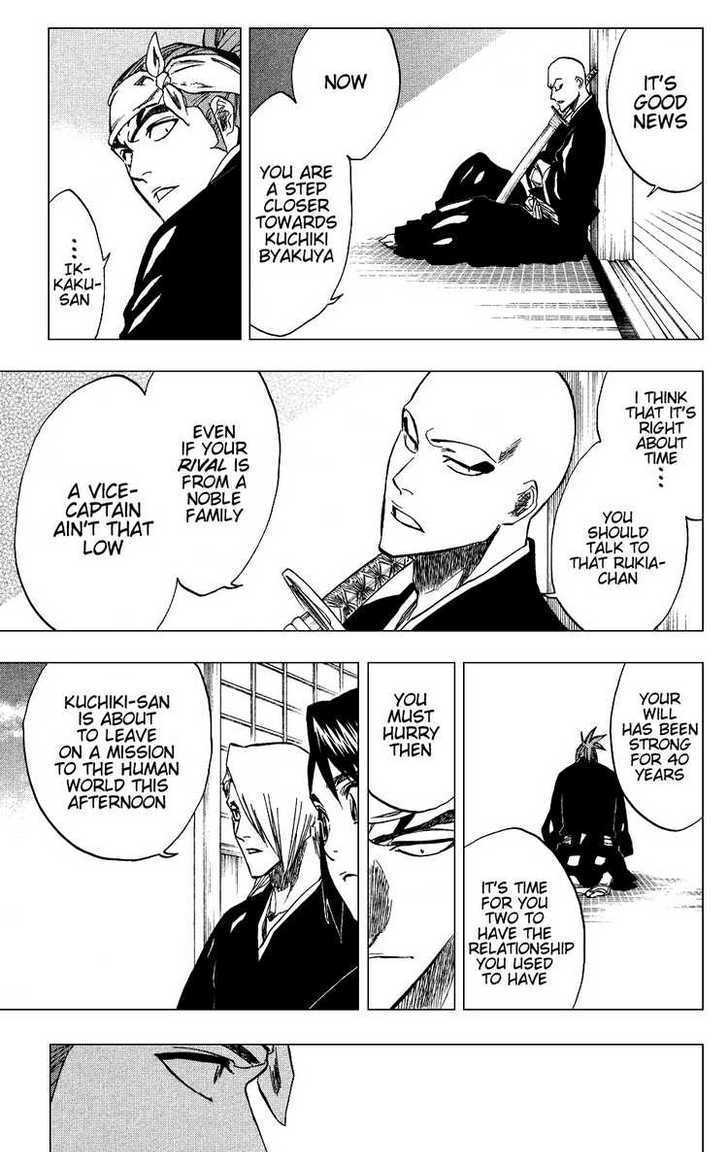 IT'S
GOOD
NEWS
NOW
YOU ARE
A STEP
CLOSER
TOWARDS
KUCHIKI
BYAKUYA
...
IK-
KAKU-
SAN
I THINK
THAT IT'S
RIGHT
ABOUT
TIME
...
YOU
SHOULD
TALK TO
THAT RUKIA-
CHAN
EVEN
IF YOUR
RIVAL IS
FROM A
NOBLE
FAMILY
A VICE-
CAPTAIN
AIN'T THAT
LOW
YOUR
WILL
HAS BEEN
STRONG
FOR 40
YEARS
IT'S TIME
FOR YOU
TWO TO
HAVE THE
RELATIONSHIP
YOU USED
TO HAVE
YOU
MUST
HURRY
THEN
KUCHIKI-SAN
IS ABOUT
TO LEAVE
ON A MISSION
TO THE HUMAN
WORLD THIS
AFTERNOON